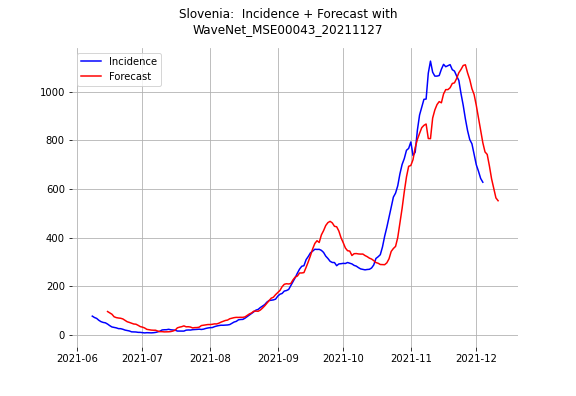 Slovenia:  Incidence + Forecast with
WaveNet_MSE00043_20211127
Incidence
Forecast
1000
800
600
400
200
0
2021-06 2021-07 2021-08 2021-09 2021-10 2021-11 2021-12